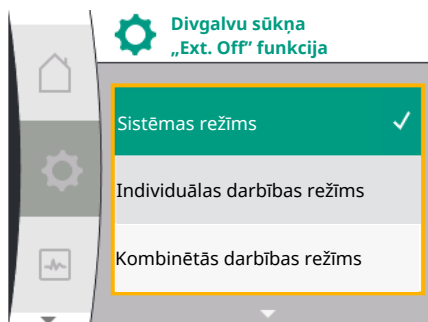 Divgalvu sūkņa
„Ext. Off” funkcija
Sistēmas režīms
Individuālas darbības režīms
Kombinētās darbības režīms